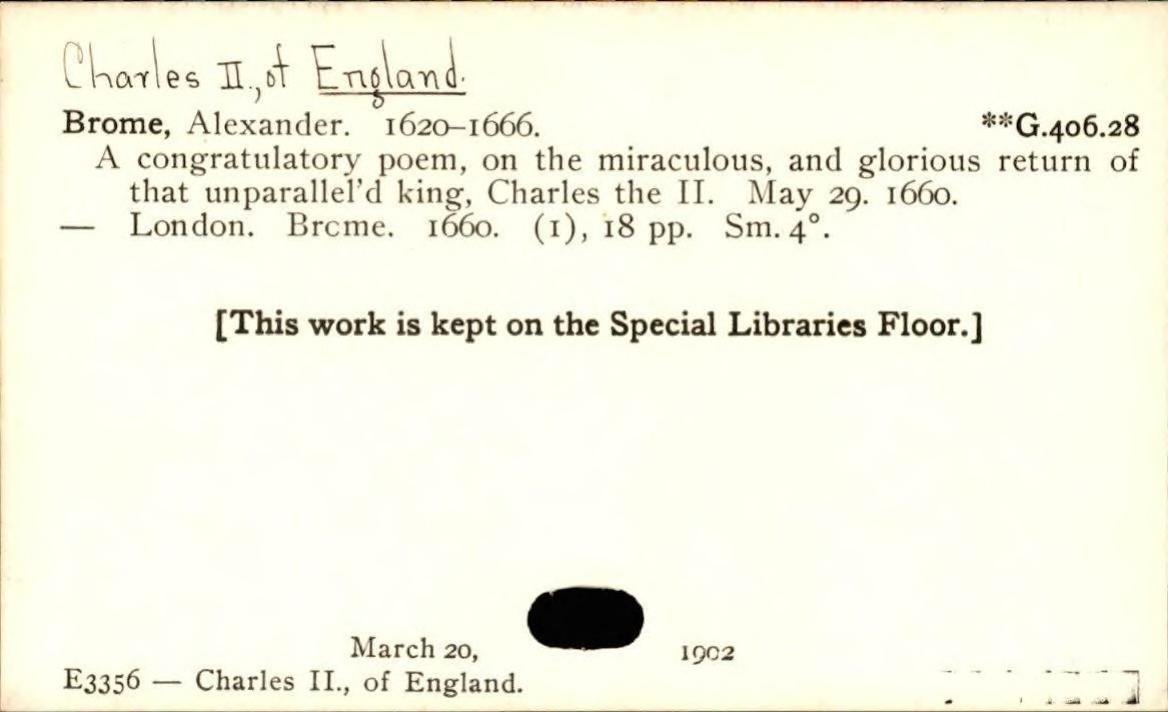 Charles II., of England.
Brome, Alexander. 1620-1666. **G.406.28
A congratulatory poem, on the miraculous, and glorious return of
that unparallel'd king, Charles the II. May 29. 1660.
— London. Brcme. 1660. (1), 18 pp. Sm. 4°.
[This work is kept on the Special Libraries Floor.]
March 20, 1902
E3356 — Charles II., of England.